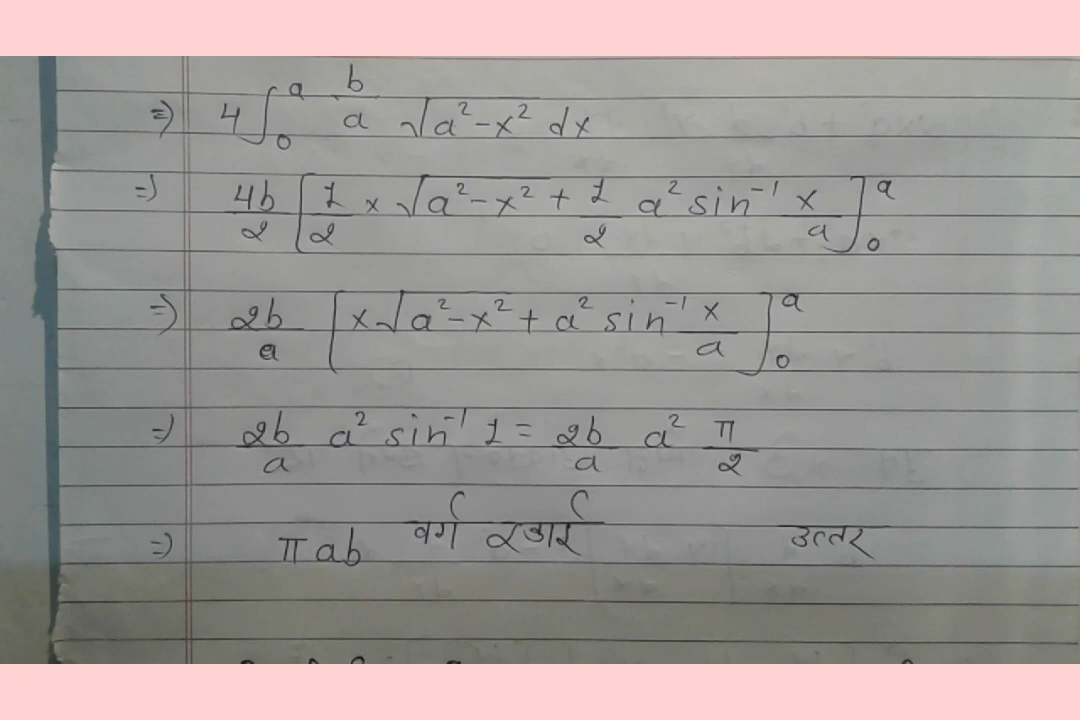 ⇒) 4∫₀ᵃ b/a √a²-x² dx
⇒) 4b/2 [1/2 x √a²-x² + 1/2 a² sin⁻¹ x/a]₀ᵃ
⇒) 2b/a [x√a²-x² + a² sin⁻¹ x/a]₀ᵃ
⇒) 2b/a a² sin⁻¹ 1 = 2b/a a² π/2
⇒) πab वर्ग इकाई उत्तर